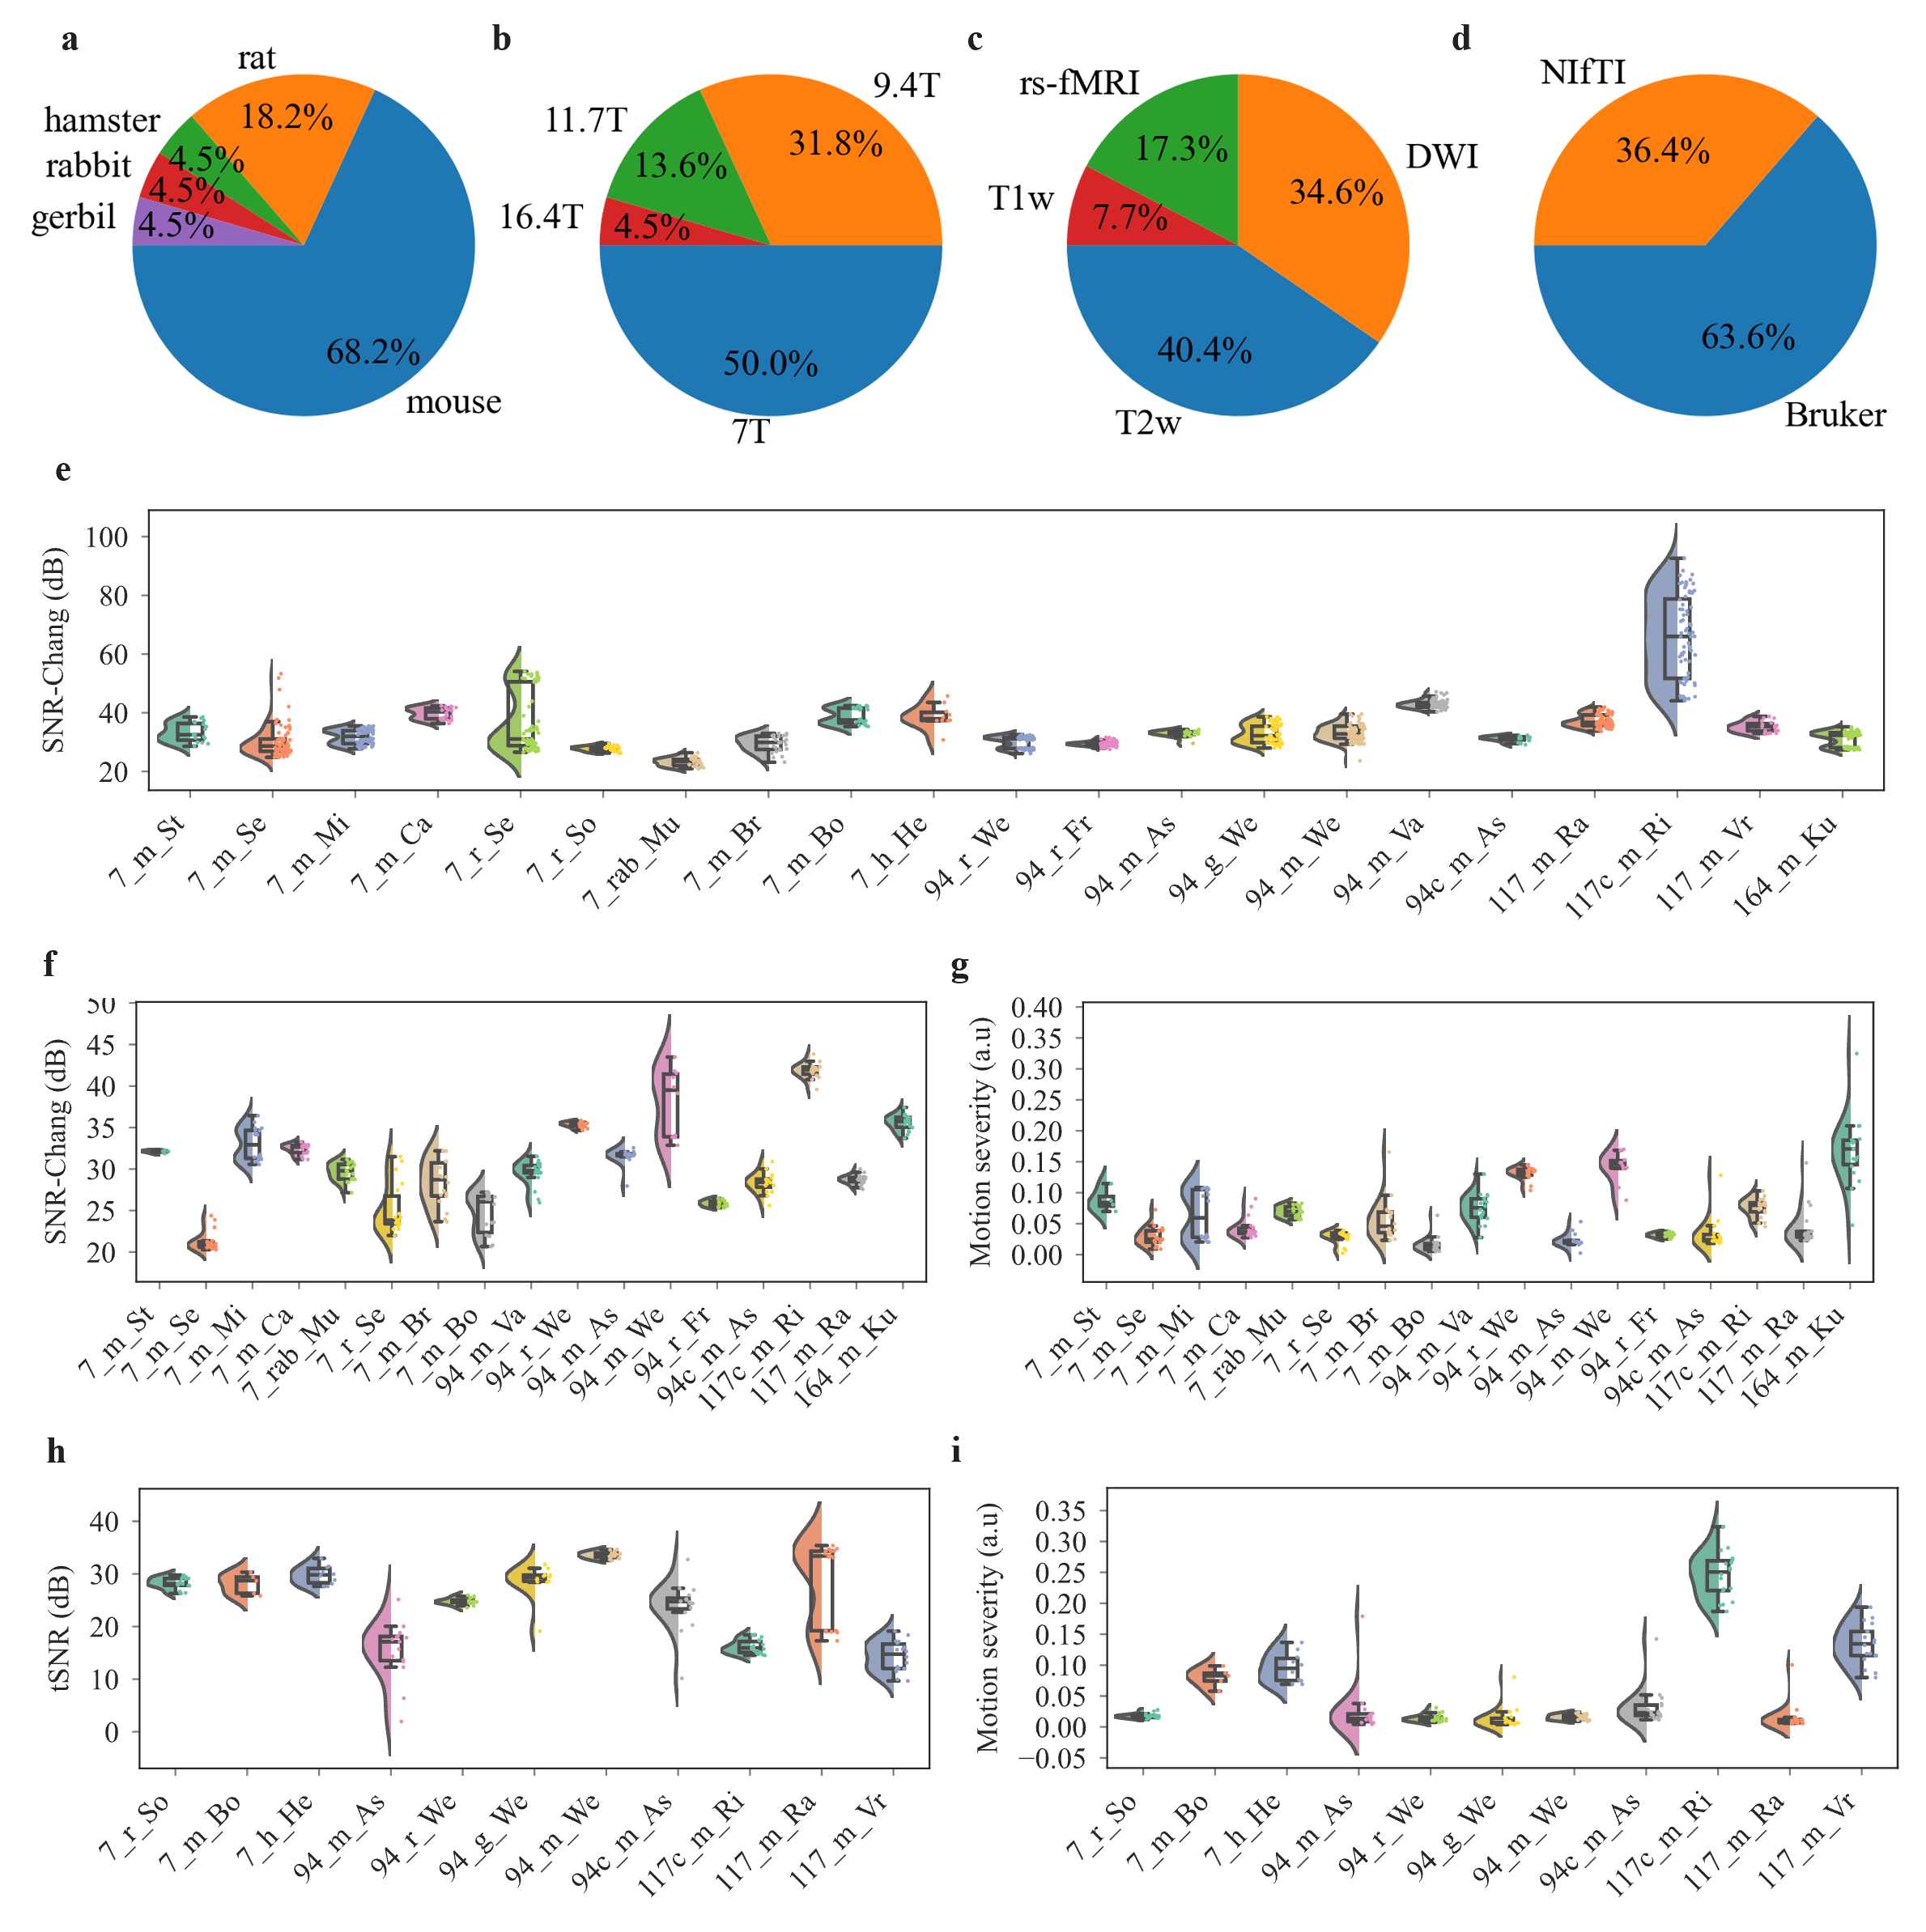 a
rat
hamster
rabbit
gerbil
mouse
18.2%
4.5%
4.5%
4.5%
68.2%
b
9.4T
11.7T
16.4T
7T
31.8%
13.6%
4.5%
50.0%
c
rs-fMRI
DWI
T1w
T2w
17.3%
34.6%
7.7%
40.4%
d
NIfTI
Bruker
36.4%
63.6%
e
SNR-Chang (dB)
100
80
60
40
20
7_m_St
7_m_Se
7_m_Mi
7_m_Ca
7_r_Se
7_r_So
7_rab_Mu
7_m_Br
7_m_Bo
7_h_He
94_r_We
94_r_Fr
94_m_As
94_g_We
94_m_We
94_m_Va
94c_m_As
117_m_Ra
117c_m_Ri
117_m_Vr
164_m_Ku
f
SNR-Chang (dB)
50
45
40
35
30
25
20
7_m_St
7_m_Se
7_m_Mi
7_m_Ca
7_rab_Mu
7_r_Se
7_m_Br
7_m_Bo
94_m_Va
94_r_We
94_m_As
94_m_We
94_r_Fr
94c_m_As
117c_m_Ri
117_m_Ra
164_m_Ku
g
Motion severity (a.u)
0.40
0.35
0.30
0.25
0.20
0.15
0.10
0.05
0.00
7_m_St
7_m_Se
7_m_Mi
7_m_Ca
7_rab_Mu
7_r_Se
7_m_Br
7_m_Bo
94_m_Va
94_r_We
94_m_As
94_m_We
94_r_Fr
94c_m_As
117c_m_Ri
117_m_Ra
164_m_Ku
h
tSNR (dB)
40
30
20
10
0
7_r_So
7_m_Bo
7_h_He
94_m_As
94_r_We
94_g_We
94_m_We
94c_m_As
117c_m_Ri
117_m_Ra
117_m_Vr
i
Motion severity (a.u)
0.35
0.30
0.25
0.20
0.15
0.10
0.05
0.00
−0.05
7_r_So
7_m_Bo
7_h_He
94_m_As
94_r_We
94_g_We
94_m_We
94c_m_As
117c_m_Ri
117_m_Ra
117_m_Vr